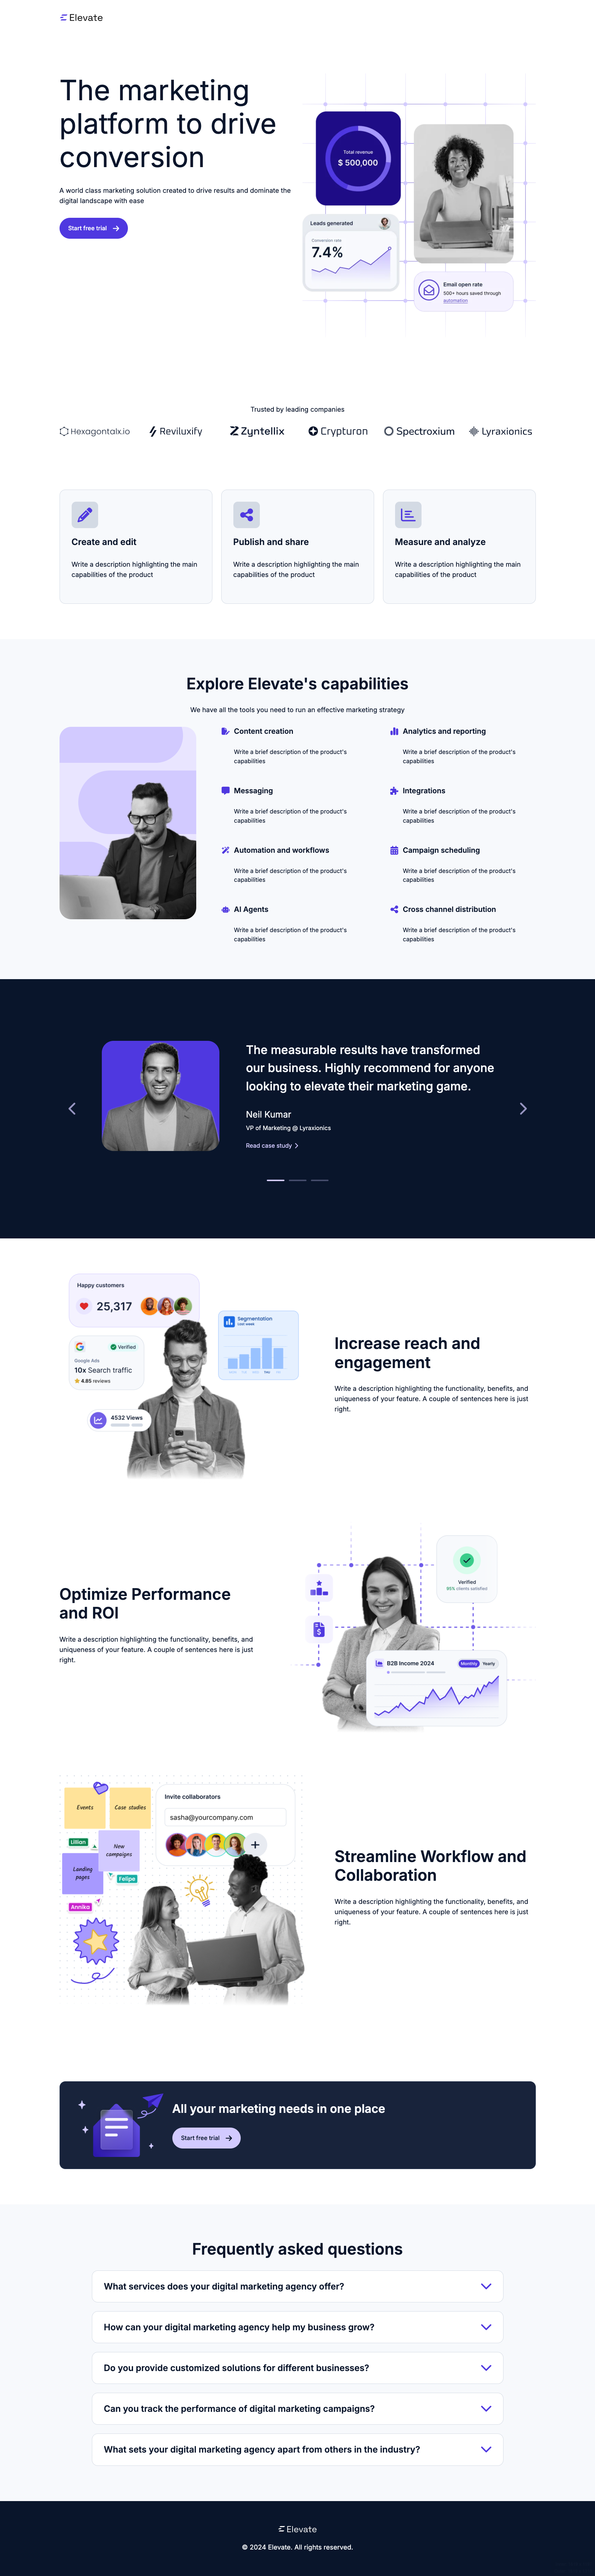 Elevate
The marketing
platform to drive
conversion
A world class marketing solution created to drive results and dominate the
digital landscape with ease
Start free trial
Total revenue
$ 500,000
Leads generated
Conversion rate
7.4%
Email open rate
500+ hours saved through
automation
Trusted by leading companies
Hexagontalx.io
Reviluxify
Zyntellix
Crypturon
Spectroxium
Lyraxionics
Create and edit
Write a description highlighting the main
capabilities of the product
Publish and share
Write a description highlighting the main
capabilities of the product
Measure and analyze
Write a description highlighting the main
capabilities of the product
Explore Elevate's capabilities
We have all the tools you need to run an effective marketing strategy
Content creation
Write a brief description of the product's
capabilities
Analytics and reporting
Write a brief description of the product's
capabilities
Messaging
Write a brief description of the product's
capabilities
Integrations
Write a brief description of the product's
capabilities
Automation and workflows
Write a brief description of the product's
capabilities
Campaign scheduling
Write a brief description of the product's
capabilities
AI Agents
Write a brief description of the product's
capabilities
Cross channel distribution
Write a brief description of the product's
capabilities
The measurable results have transformed
our business. Highly recommend for anyone
looking to elevate their marketing game.
Neil Kumar
VP of Marketing @ Lyraxionics
Read case study
Happy customers
25,317
Segmentation
Last week
Verified
Google Ads
10x Search traffic
4.85 reviews
4532 Views
Increase reach and
engagement
Write a description highlighting the functionality, benefits, and
uniqueness of your feature. A couple of sentences here is just
right.
Optimize Performance
and ROI
Write a description highlighting the functionality, benefits, and
uniqueness of your feature. A couple of sentences here is just
right.
Verified
95% clients satisfied
B2B Income 2024
Monthly
Yearly
Events
Case studies
New
campaigns
Landing
pages
Lillian
Felipe
Annika
Invite collaborators
sasha@yourcompany.com
Streamline Workflow and
Collaboration
Write a description highlighting the functionality, benefits, and
uniqueness of your feature. A couple of sentences here is just
right.
All your marketing needs in one place
Start free trial
Frequently asked questions
What services does your digital marketing agency offer?
How can your digital marketing agency help my business grow?
Do you provide customized solutions for different businesses?
Can you track the performance of digital marketing campaigns?
What sets your digital marketing agency apart from others in the industry?
Elevate
© 2024 Elevate. All rights reserved.